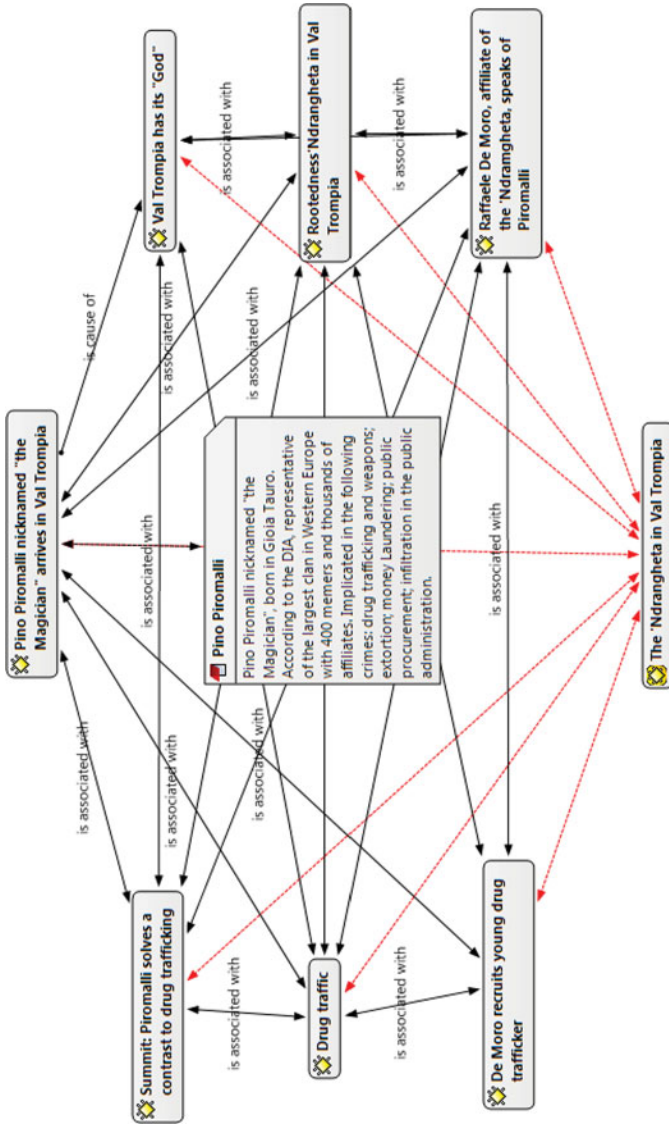 Pino Piromalli nicknamed "the
Magician" arrives in Val Trompia
is cause of
Val Trompia has its "God"
is associated with
is associated with
is associated with
is associated with
is associated with
is associated with
Summit: Piromalli solves a
contrast to drug trafficking
Rootedness'Ndrangheta in Val
Trompia
Pino Piromalli
Pino Piromalli nicknamed "the
Magician", born in Gioia Tauro.
According to the DIA, representative
of the largest clan in Western Europe
with 400 memers and thousands of
affiliates. Implicated in the following
crimes: drug trafficking and weapons;
extortion; money Laundering; public
procurement; infiltration in the public
administration.
is associated with
is associated with
is associated with
Drug traffic
Raffaele De Moro, affiliate of
the 'Ndramgheta, speaks of
Piromalli
is associated with
is associated with
De Moro recruits young drug
trafficker
The 'Ndrangheta in Val Trompia